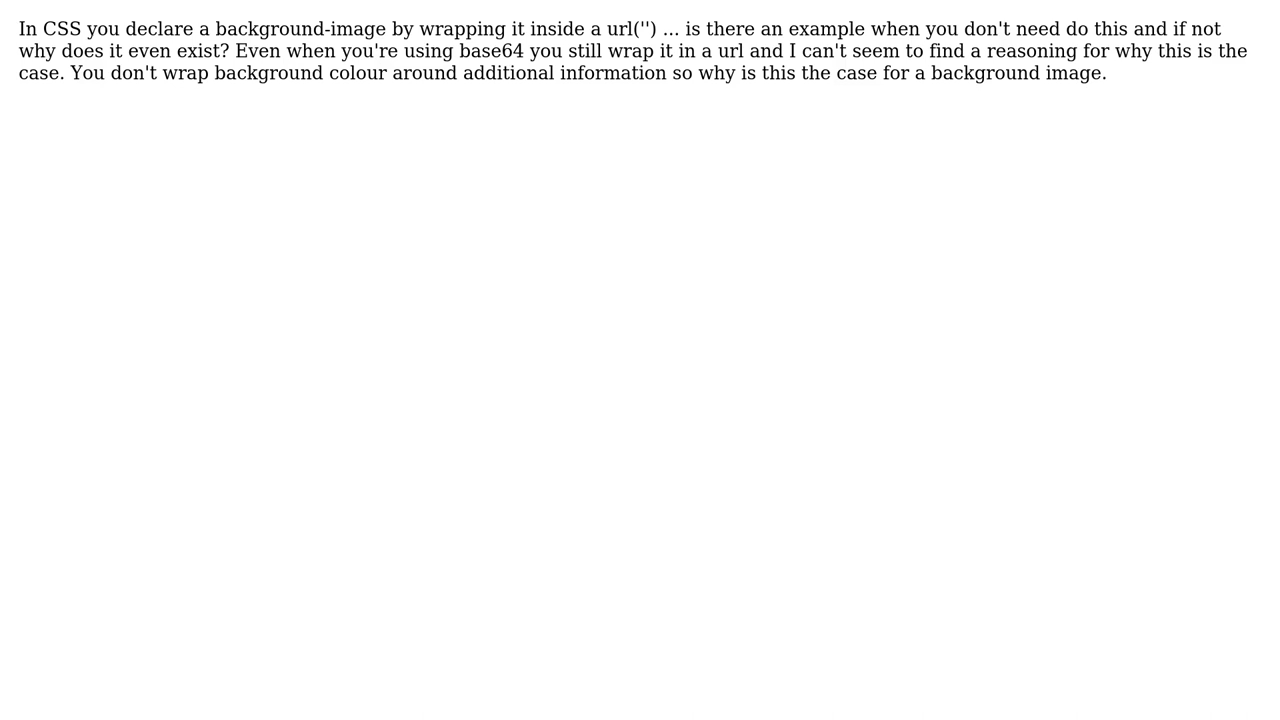 In CSS you declare a background-image by wrapping it inside a url('') ... is there an example when you don't need do this and if not
why does it even exist? Even when you're using base64 you still wrap it in a url and I can't seem to find a reasoning for why this is the
case. You don't wrap background colour around additional information so why is this the case for a background image.